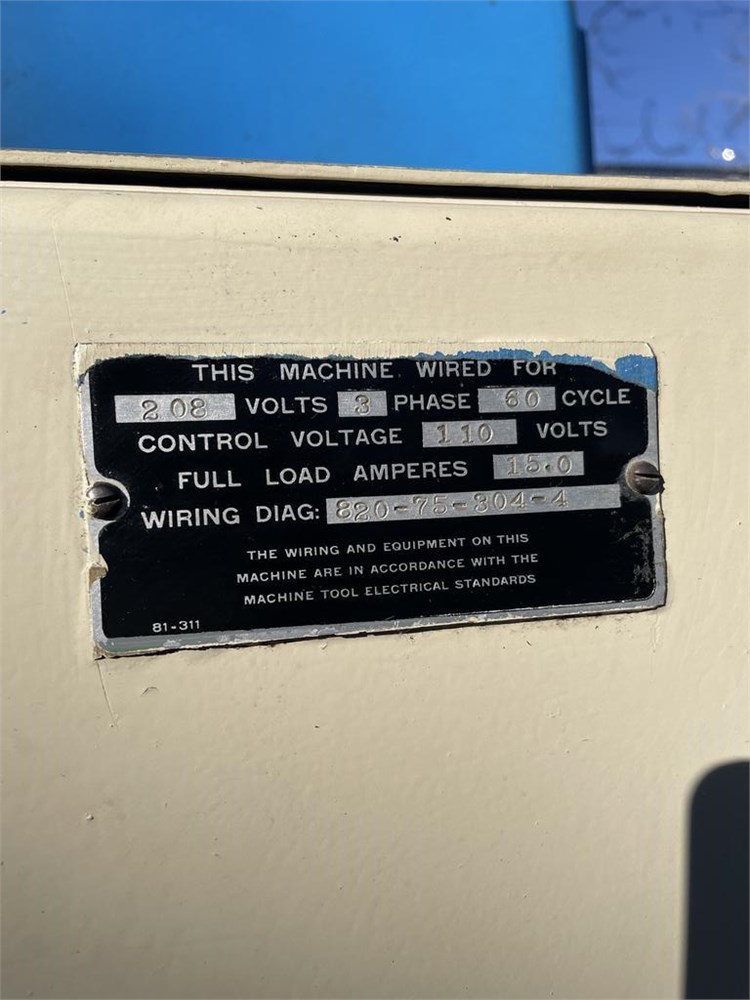 THIS MACHINE WIRED FOR
208 VOLTS 3 PHASE 60 CYCLE
CONTROL VOLTAGE 110 VOLTS
FULL LOAD AMPERES 15.0
WIRING DIAG: 820-75-304-4
THE WIRING AND EQUIPMENT ON THIS
MACHINE ARE IN ACCORDANCE WITH THE
MACHINE TOOL ELECTRICAL STANDARDS
81-311